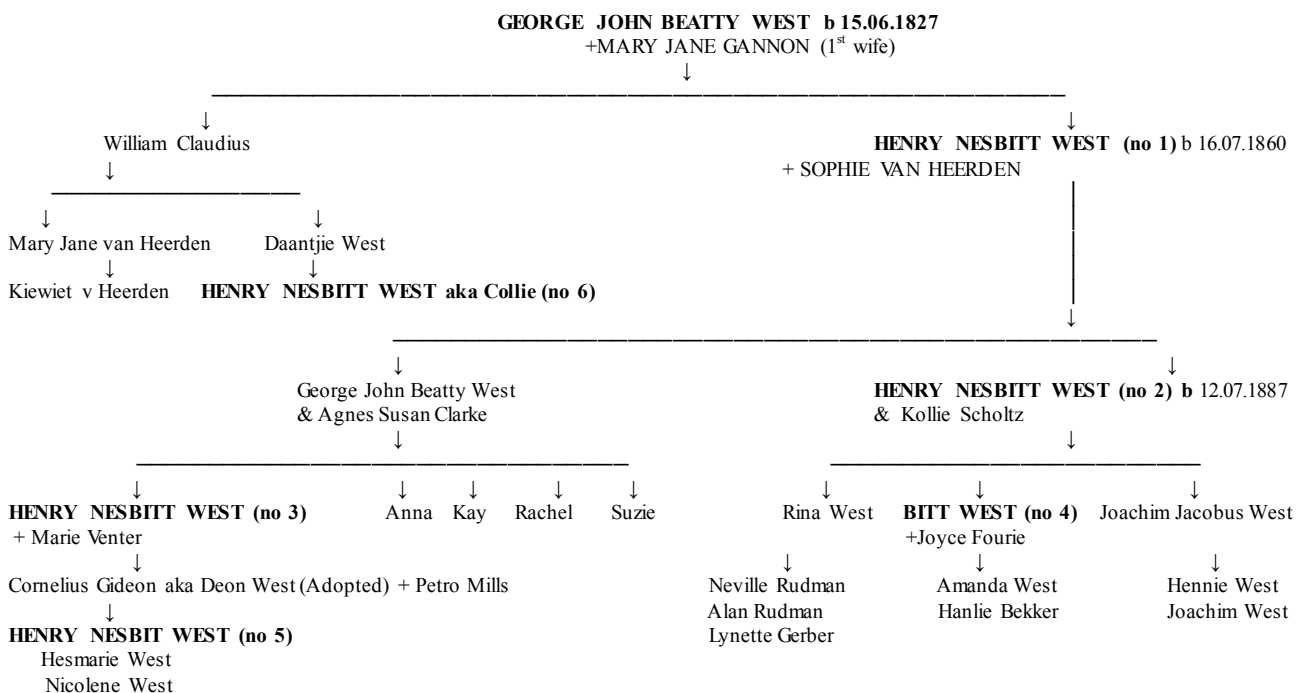 GEORGE JOHN BEATTY WEST b 15.06.1827
+MARY JANE GANNON (1st wife)
William Claudius
HENRY NESBITT WEST (no 1) b 16.07.1860
+ SOPHIE VAN HEERDEN
Mary Jane van Heerden Daantjie West
Kiewiet v Heerden HENRY NESBITT WEST aka Collie (no 6)
George John Beatty West HENRY NESBITT WEST (no 2) b 12.07.1887
& Agnes Susan Clarke & Kollie Scholtz
HENRY NESBITT WEST (no 3) Anna Kay Rachel Suzie Rina West BITT WEST (no 4) Joachim Jacobus West
+ Marie Venter +Joyce Fourie
Cornelius Gideon aka Deon West (Adopted) + Petro Mills Neville Rudman Amanda West Hennie West
Alan Rudman Hanlie Bekker Joachim West
HENRY NESBIT WEST (no 5) Lynette Gerber
Hesmarie West
Nicolene West